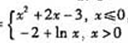 {x²+2x-3, x≤0,
-2+ln x, x>0